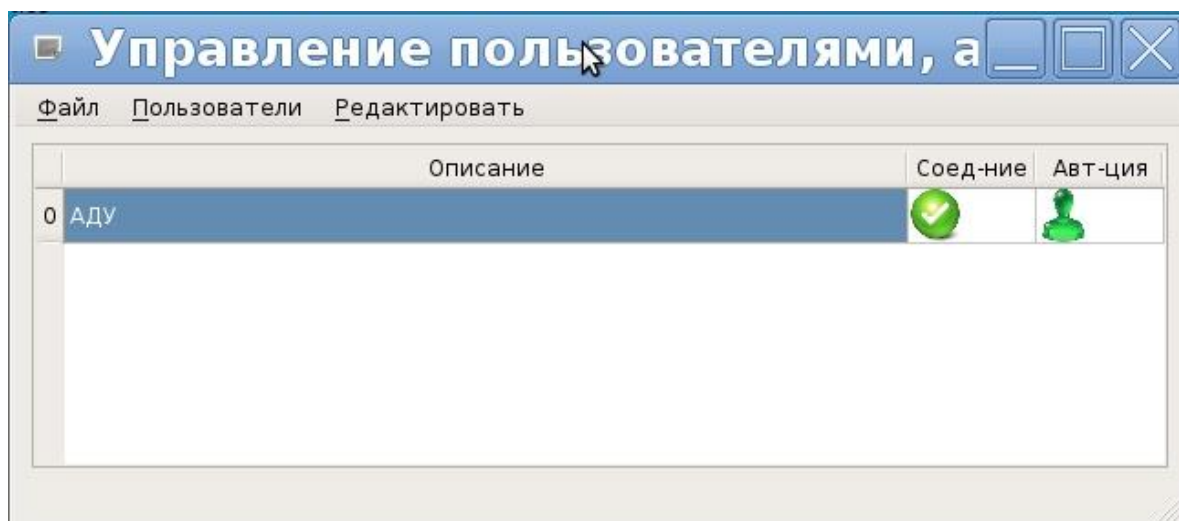 Управление пользователями, а
Файл Пользователи Редактировать
Описание Соед-ние Авт-ция
0 АДУ